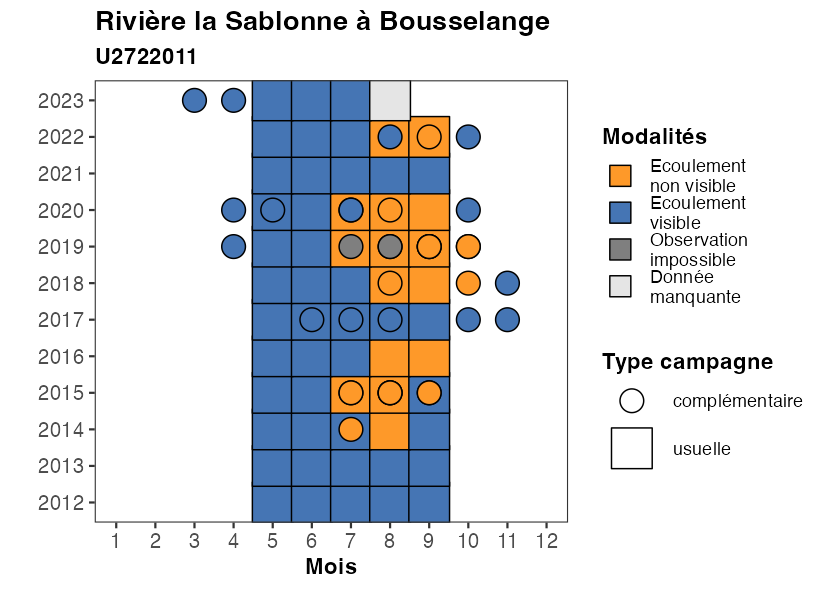 Rivière la Sablonne à Bousselange
U2722011
2023
2022
2021
2020
2019
2018
2017
2016
2015
2014
2013
2012
1 2 3 4 5 6 7 8 9 10 11 12
Mois
Modalités
Ecoulement
non visible
Ecoulement
visible
Observation
impossible
Donnée
manquante
Type campagne
complémentaire
usuelle